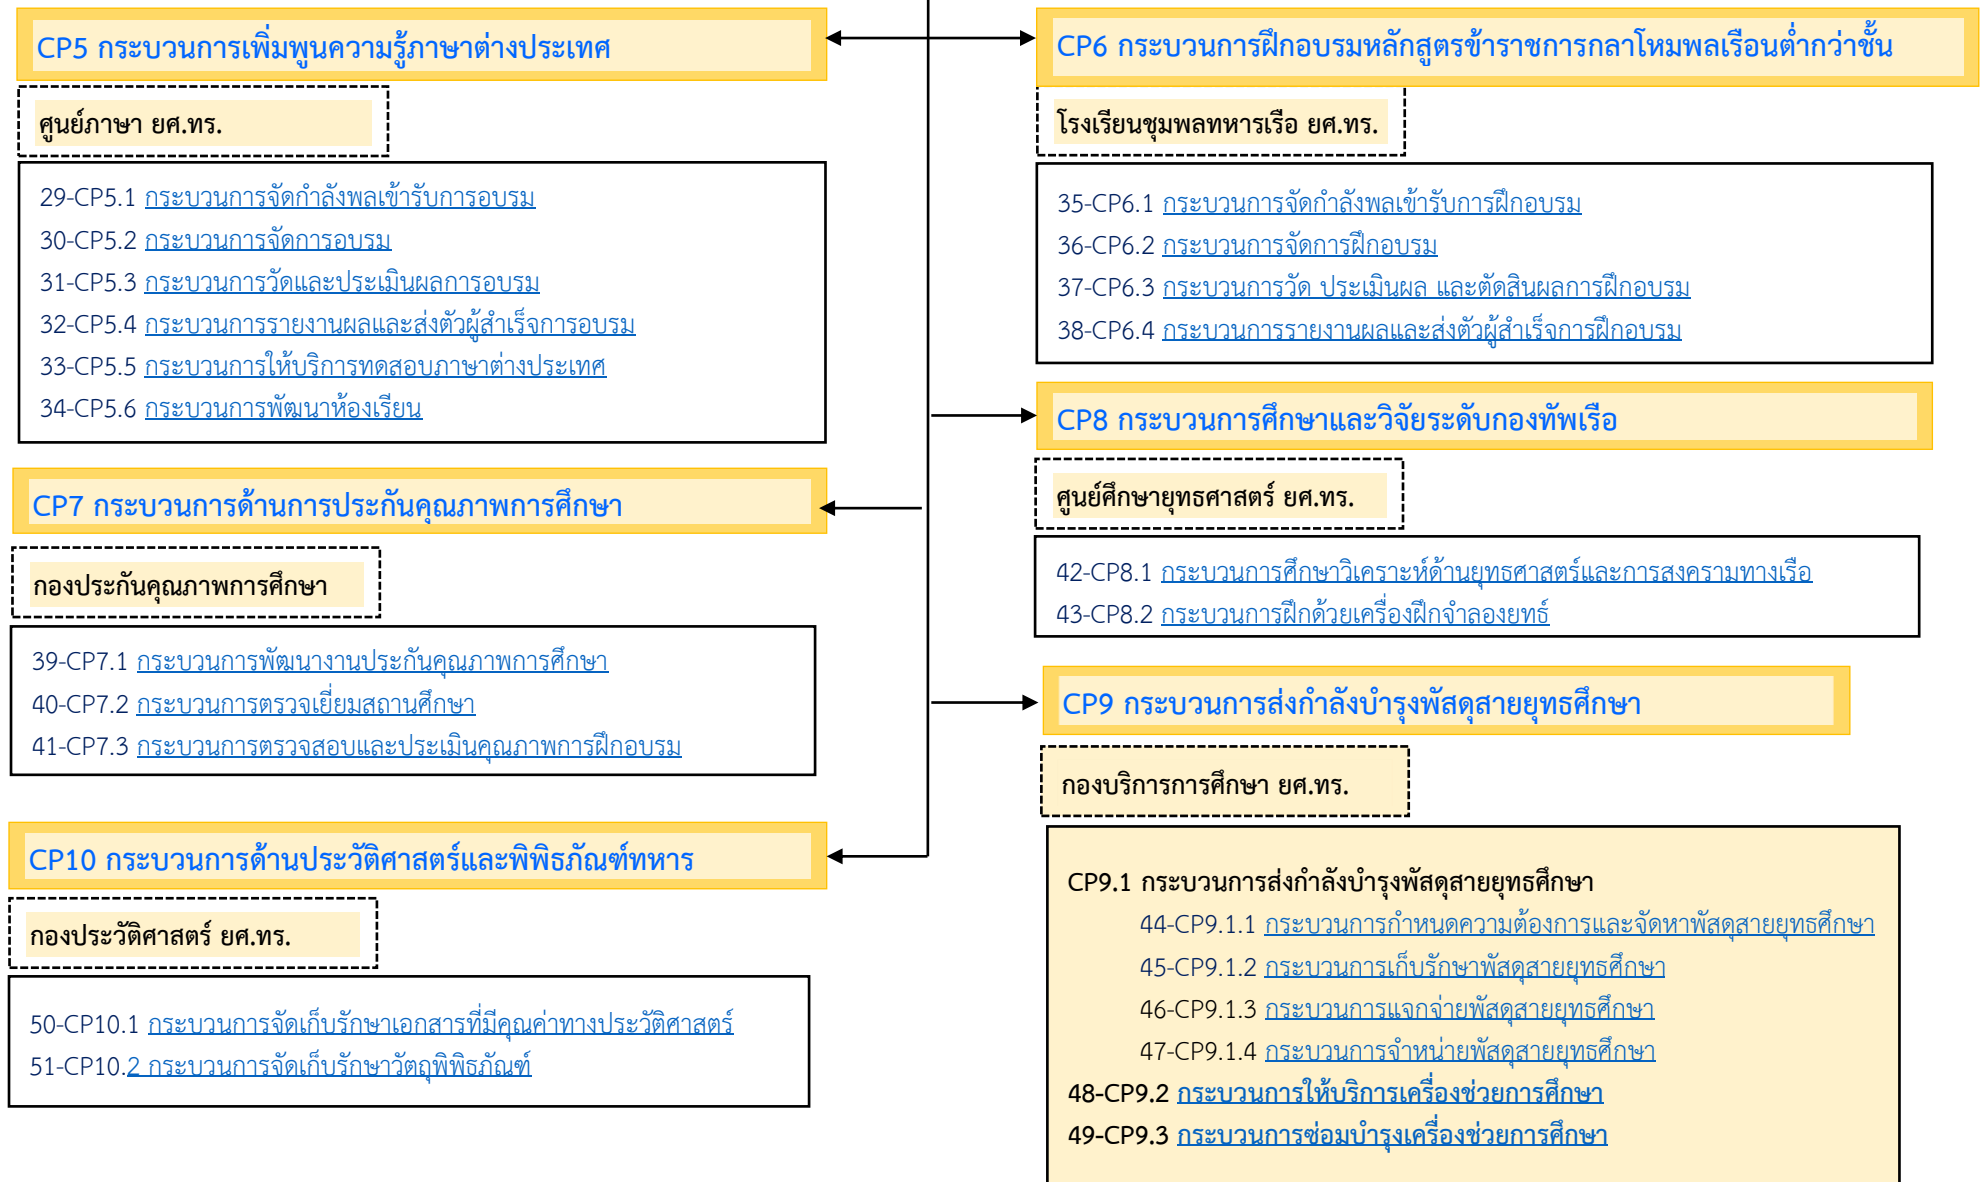 CP5 กระบวนการเพิ่มพูนความรู้ภาษาต่างประเทศ
ศูนย์ภาษา ยศ.ทร.
29-CP5.1 กระบวนการจัดกำลังพลเข้ารับการอบรม
30-CP5.2 กระบวนการจัดการอบรม
31-CP5.3 กระบวนการวัดและประเมินผลการอบรม
32-CP5.4 กระบวนการรายงานผลและส่งตัวผู้สำเร็จการอบรม
33-CP5.5 กระบวนการให้บริการทดสอบภาษาต่างประเทศ
34-CP5.6 กระบวนการพัฒนาห้องเรียน
CP6 กระบวนการฝึกอบรมหลักสูตรข้าราชการกลาโหมพลเรือนต่ำกว่าชั้น
โรงเรียนชุมพลทหารเรือ ยศ.ทร.
35-CP6.1 กระบวนการจัดกำลังพลเข้ารับการฝึกอบรม
36-CP6.2 กระบวนการจัดการฝึกอบรม
37-CP6.3 กระบวนการวัด ประเมินผล และตัดสินผลการฝึกอบรม
38-CP6.4 กระบวนการรายงานผลและส่งตัวผู้สำเร็จการฝึกอบรม
CP7 กระบวนการด้านการประกันคุณภาพการศึกษา
กองประกันคุณภาพการศึกษา
39-CP7.1 กระบวนการพัฒนางานประกันคุณภาพการศึกษา
40-CP7.2 กระบวนการตรวจเยี่ยมสถานศึกษา
41-CP7.3 กระบวนการตรวจสอบและประเมินคุณภาพการฝึกอบรม
CP8 กระบวนการศึกษาและวิจัยระดับกองทัพเรือ
ศูนย์ศึกษายุทธศาสตร์ ยศ.ทร.
42-CP8.1 กระบวนการศึกษาวิเคราะห์ด้านยุทธศาสตร์และการสงครามทางเรือ
43-CP8.2 กระบวนการฝึกด้วยเครื่องฝึกจำลองยุทธ์
CP9 กระบวนการส่งกำลังบำรุงพัสดุสายยุทธศึกษา
กองบริการการศึกษา ยศ.ทร.
CP9.1 กระบวนการส่งกำลังบำรุงพัสดุสายยุทธศึกษา
44-CP9.1.1 กระบวนการกำหนดความต้องการและจัดหาพัสดุสายยุทธศึกษา
45-CP9.1.2 กระบวนการเก็บรักษาพัสดุสายยุทธศึกษา
46-CP9.1.3 กระบวนการแจกจ่ายพัสดุสายยุทธศึกษา
47-CP9.1.4 กระบวนการจำหน่ายพัสดุสายยุทธศึกษา
48-CP9.2 กระบวนการให้บริการเครื่องช่วยการศึกษา
49-CP9.3 กระบวนการซ่อมบำรุงเครื่องช่วยการศึกษา
CP10 กระบวนการด้านประวัติศาสตร์และพิพิธภัณฑ์ทหาร
กองประวัติศาสตร์ ยศ.ทร.
50-CP10.1 กระบวนการจัดเก็บรักษาเอกสารที่มีคุณค่าทางประวัติศาสตร์
51-CP10.2 กระบวนการจัดเก็บรักษาวัตถุพิพิธภัณฑ์